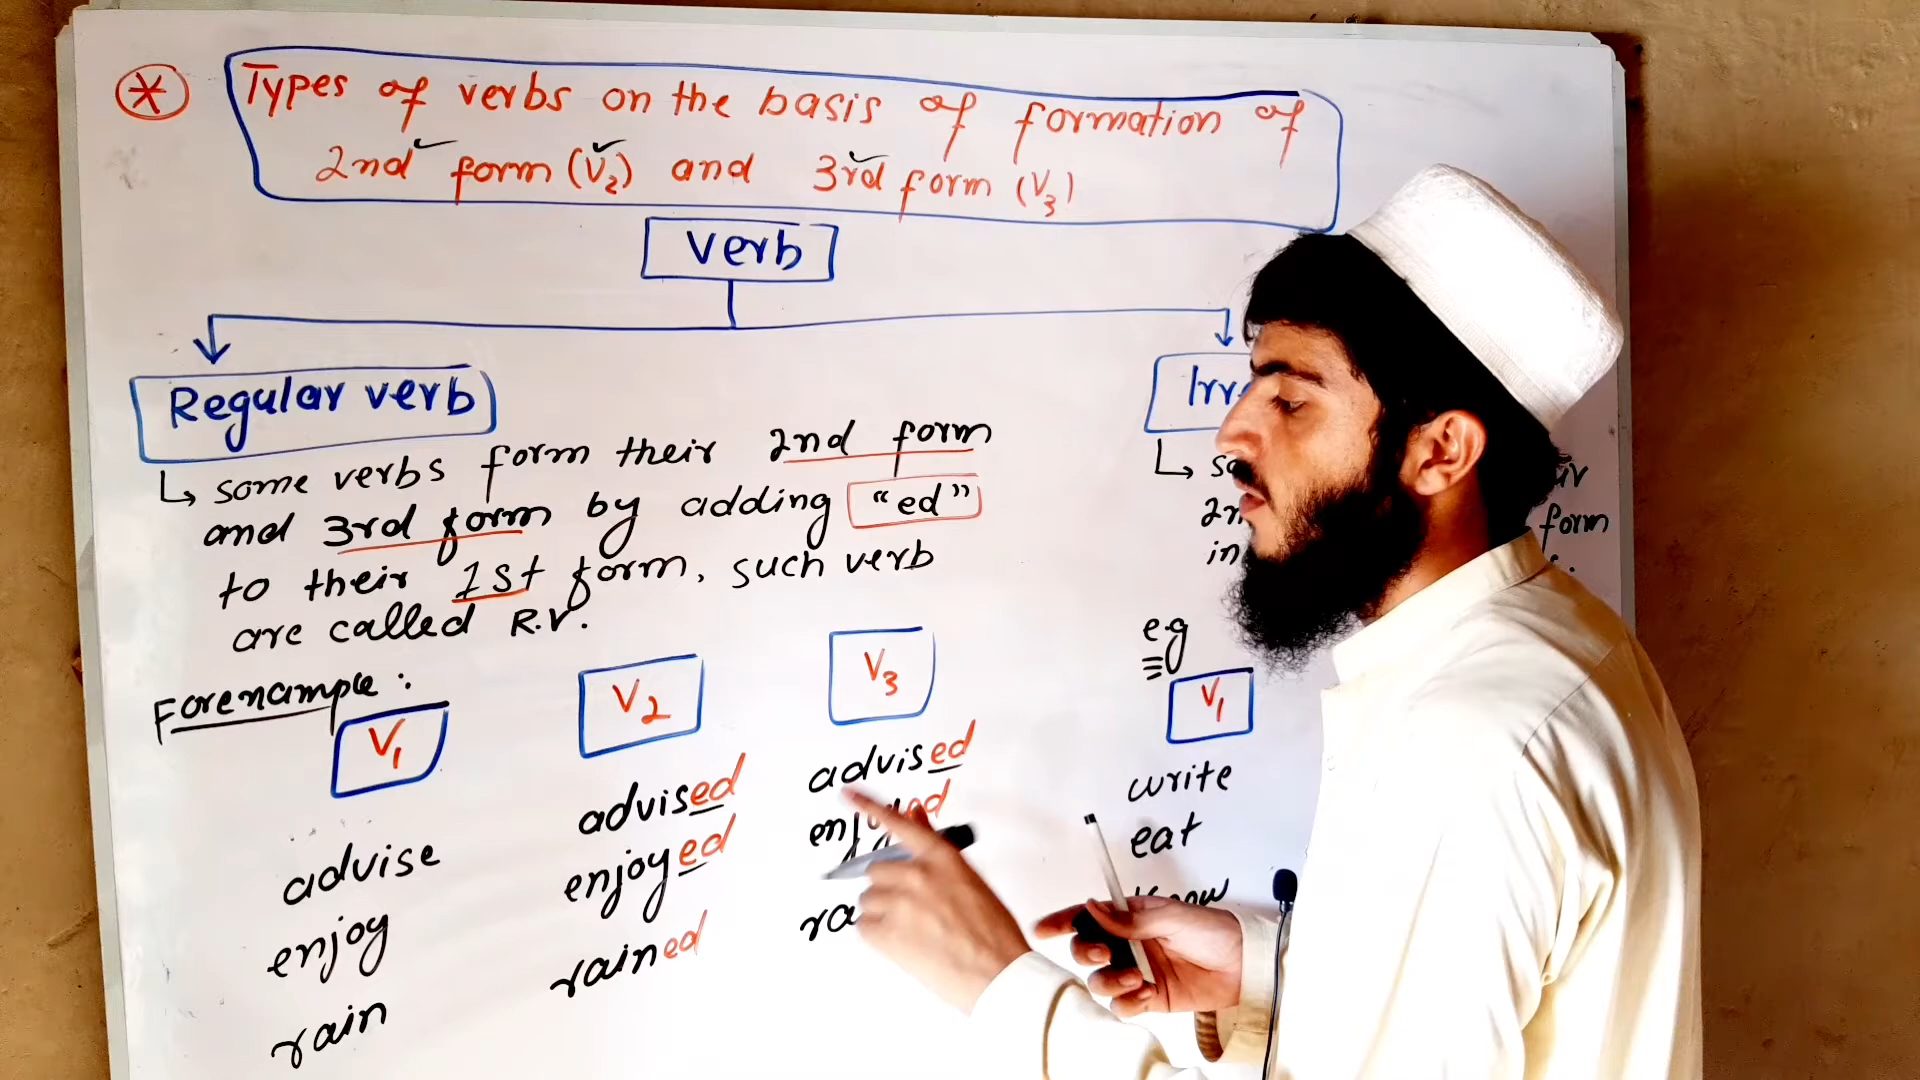 Types of verbs on the basis of formation of
2nd form (V2) and 3rd form (V3)
verb
Regular verb
some verbs form their 2nd form
and 3rd form by adding "ed"
to their 1st form, such verb
are called R.V.
Forenample:
V1 V2 V3
advise advised advised
enjoy enjoyed
rain rained
form
e.g
V1
write
eat